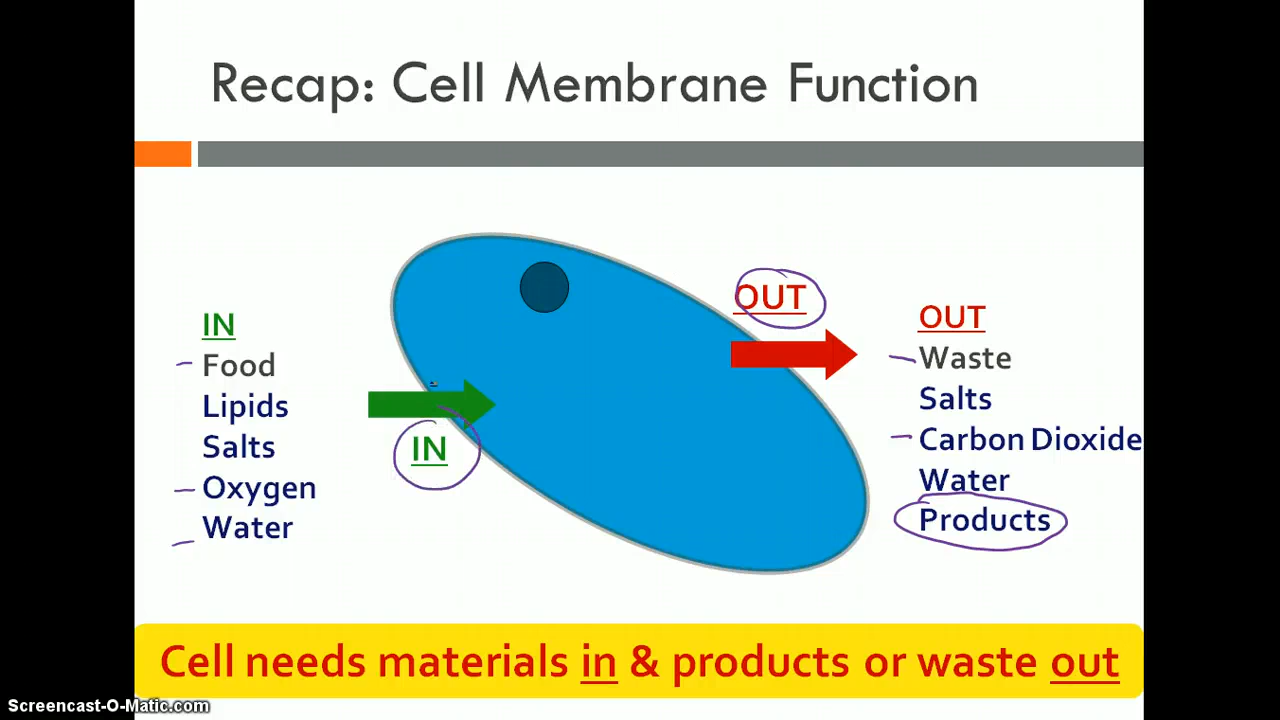 Recap: Cell Membrane Function
IN
Food
Lipids
Salts
Oxygen
Water
IN
OUT
OUT
Waste
Salts
Carbon Dioxide
Water
Products
Cell needs materials in & products or waste out
Screencast-O-Matic.com